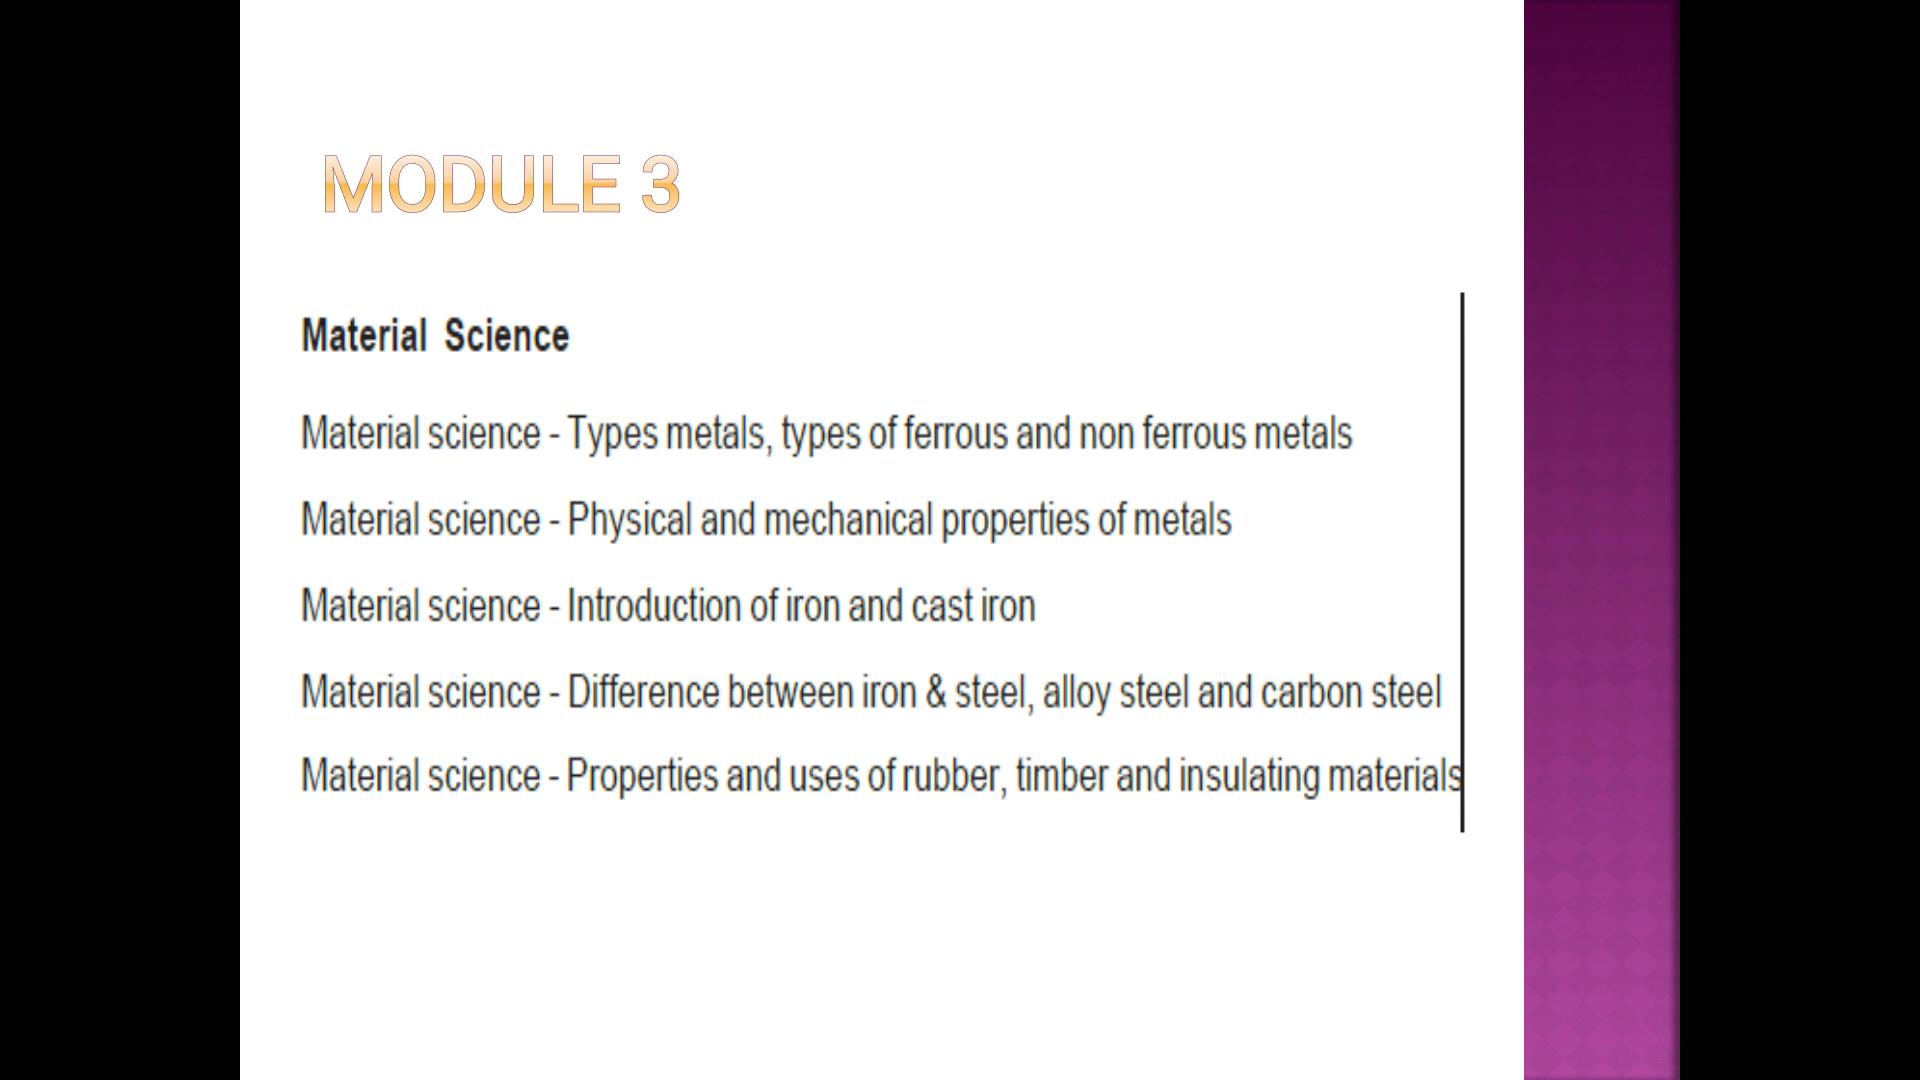 MODULE 3
Material Science
Material science - Types metals, types of ferrous and non ferrous metals
Material science - Physical and mechanical properties of metals
Material science - Introduction of iron and cast iron
Material science - Difference between iron & steel, alloy steel and carbon steel
Material science - Properties and uses of rubber, timber and insulating materials